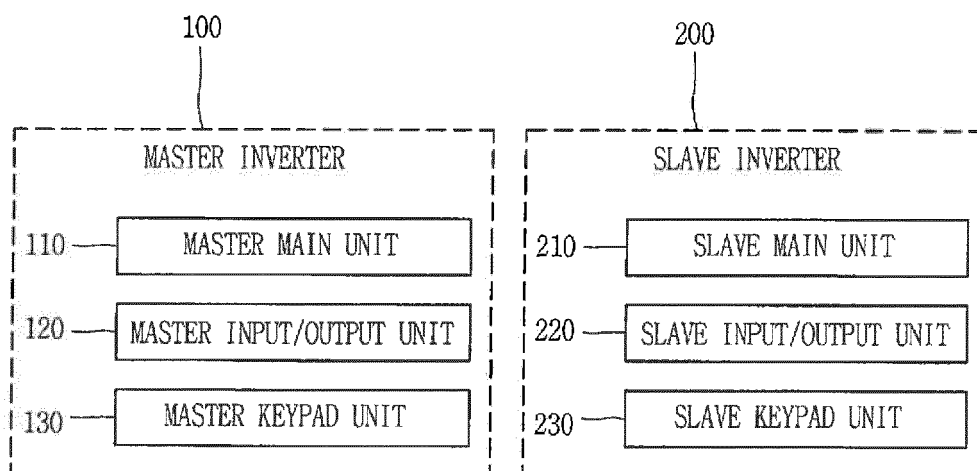 100
200
MASTER INVERTER
SLAVE INVERTER
110
MASTER MAIN UNIT
210
SLAVE MAIN UNIT
120
MASTER INPUT/OUTPUT UNIT
220
SLAVE INPUT/OUTPUT UNIT
130
MASTER KEYPAD UNIT
230
SLAVE KEYPAD UNIT